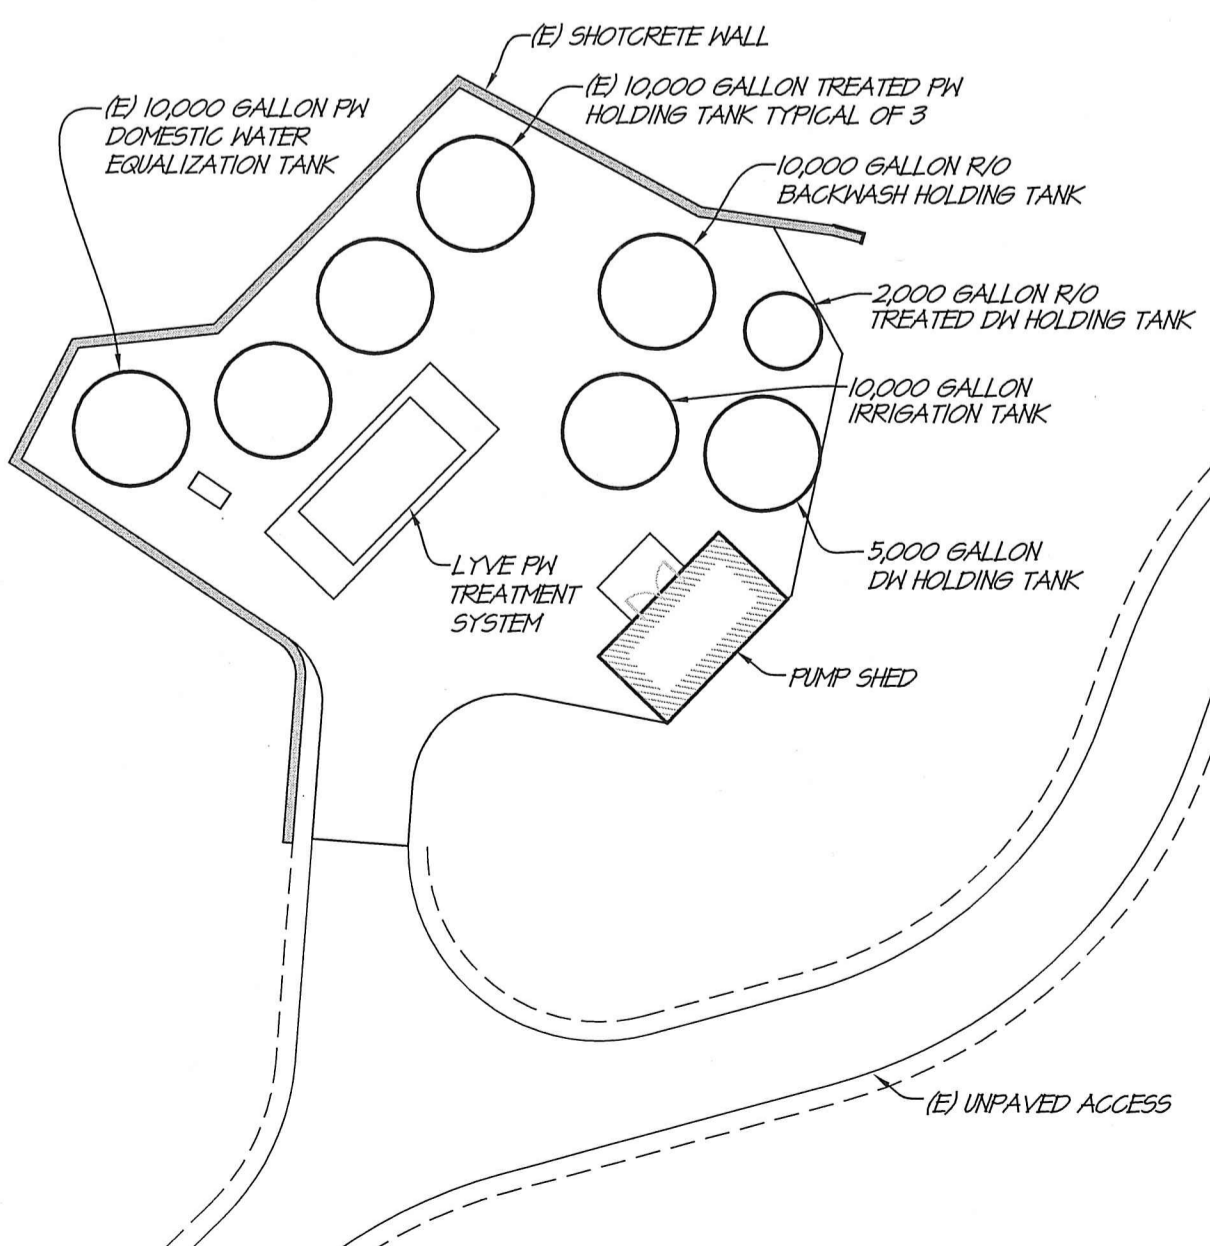 (E) SHOTCRETE WALL
(E) 10,000 GALLON TREATED PW
HOLDING TANK TYPICAL OF 3
(E) 10,000 GALLON PW
DOMESTIC WATER
EQUALIZATION TANK
10,000 GALLON R/O
BACKWASH HOLDING TANK
2,000 GALLON R/O
TREATED DW HOLDING TANK
10,000 GALLON
IRRIGATION TANK
5,000 GALLON
DW HOLDING TANK
LYVE PW
TREATMENT
SYSTEM
PUMP SHED
(E) UNPAVED ACCESS